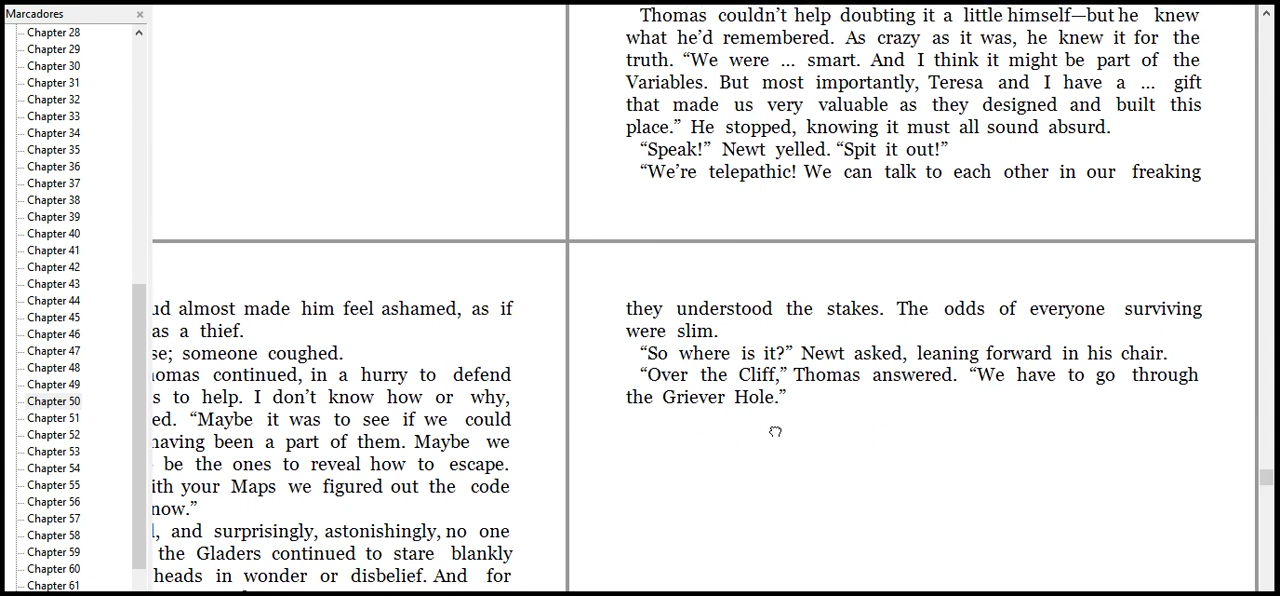 Marcadores
Chapter 28
Chapter 29
Chapter 30
Chapter 31
Chapter 32
Chapter 33
Chapter 34
Chapter 35
Chapter 36
Chapter 37
Chapter 38
Chapter 39
Chapter 40
Chapter 41
Chapter 42
Chapter 43
Chapter 44
Chapter 45
Chapter 46
Chapter 47
Chapter 48
Chapter 49
Chapter 50
Chapter 51
Chapter 52
Chapter 53
Chapter 54
Chapter 55
Chapter 56
Chapter 57
Chapter 58
Chapter 59
Chapter 60
Chapter 61
Thomas couldn’t help doubting it a little himself—but he knew
what he’d remembered. As crazy as it was, he knew it for the
truth. “We were ... smart. And I think it might be part of the
Variables. But most importantly, Teresa and I have a ... gift
that made us very valuable as they designed and built this
place.” He stopped, knowing it must all sound absurd.
“Speak!” Newt yelled. “Spit it out!”
“We’re telepathic! We can talk to each other in our freaking
ud almost made him feel ashamed, as if
as a thief.
se; someone coughed.
omas continued, in a hurry to defend
s to help. I don’t know how or why,
ed. “Maybe it was to see if we could
having been a part of them. Maybe we
be the ones to reveal how to escape.
ith your Maps we figured out the code
now.”
, and surprisingly, astonishingly, no one
the Gladers continued to stare blankly
heads in wonder or disbelief. And for
they understood the stakes. The odds of everyone surviving
were slim.
“So where is it?” Newt asked, leaning forward in his chair.
“Over the Cliff,” Thomas answered. “We have to go through
the Griever Hole.”